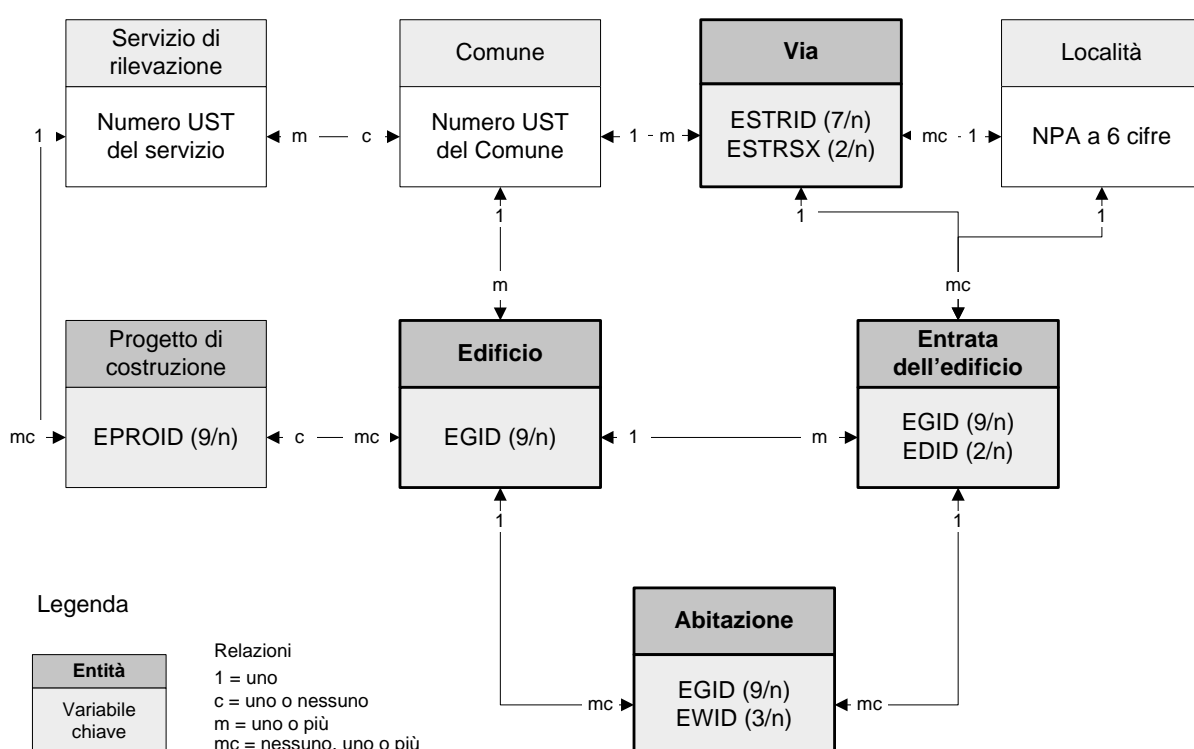 Servizio di
rilevazione
Numero UST
del servizio
Comune
Numero UST
del Comune
Via
ESTRID (7/n)
ESTRSX (2/n)
Località
NPA a 6 cifre
1
m
c
1
m
mc
1
1
1
1
m
mc
Progetto di
costruzione
EPROID (9/n)
Edificio
EGID (9/n)
Entrata
dell’edificio
EGID (9/n)
EDID (2/n)
mc
c
mc
1
m
1
1
Abitazione
EGID (9/n)
EWID (3/n)
mc
mc
Legenda
Entità
Variabile
chiave
Relazioni
1 = uno
c = uno o nessuno
m = uno o più
mc = nessuno, uno o più